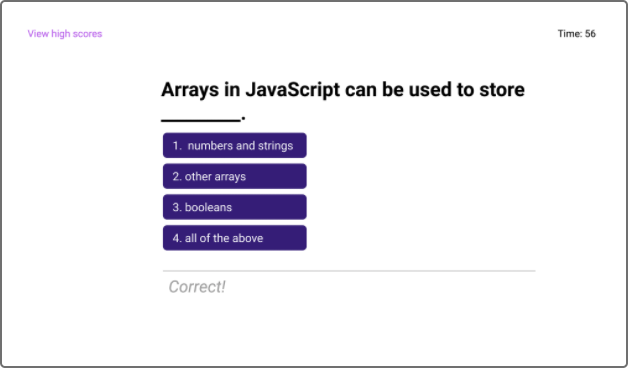 View high scores
Time: 56
Arrays in JavaScript can be used to store
________.
1. numbers and strings
2. other arrays
3. booleans
4. all of the above
Correct!